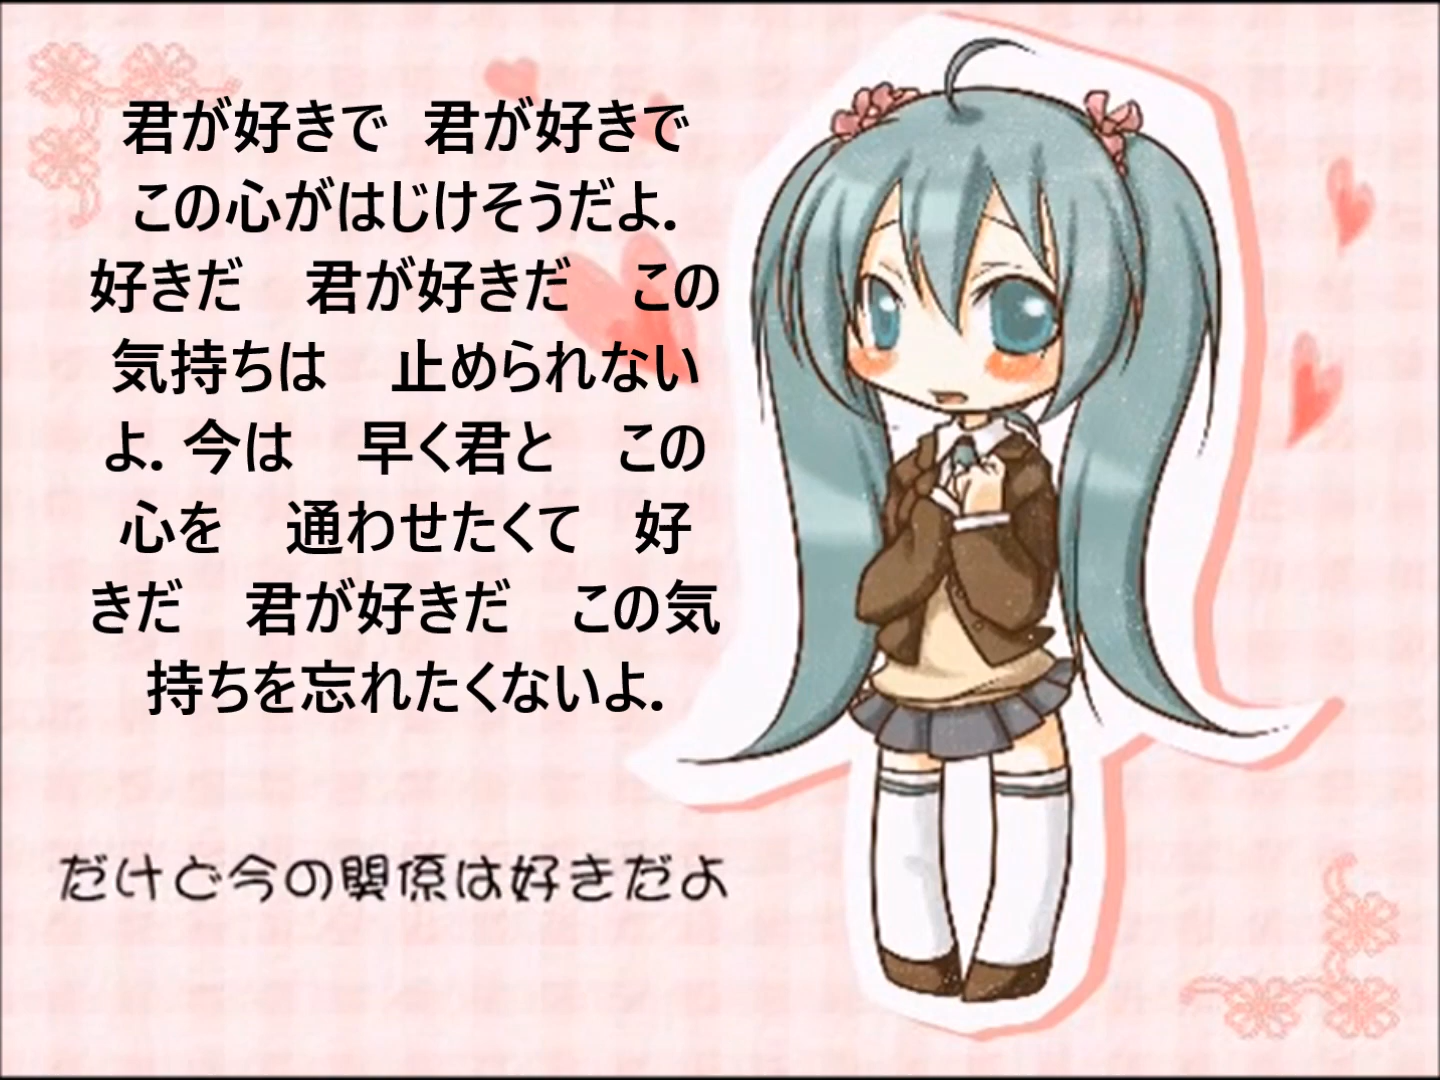 君が好きで 君が好きで
この心がはじけそうだよ.
好きだ　君が好きだ　この
気持ちは　止められない
よ. 今は　早く君と　この
心を　通わせたくて　好
きだ　君が好きだ　この気
持ちを忘れたくないよ.
だけど今の関係は好きだよ